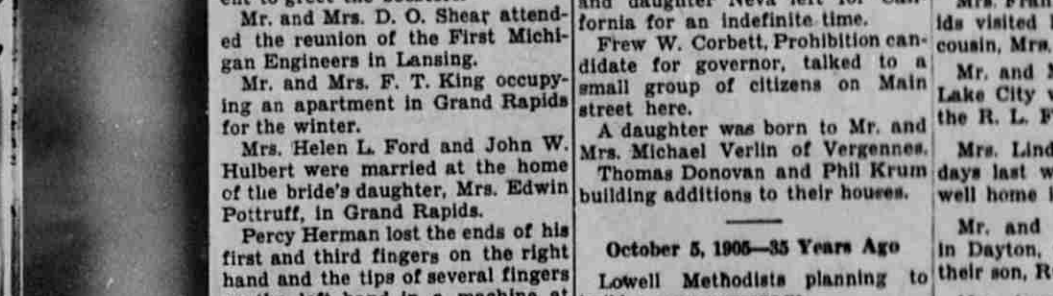 Mr. and Mrs. D. O. Shear attend-
ed the reunion of the First Michi-
gan Engineers in Lansing.
Mr. and Mrs. F. T. King occupy-
ing an apartment in Grand Rapids
for the winter.
Mrs. Helen L. Ford and John W.
Hulbert were married at the home
of the bride's daughter, Mrs. Edwin
Pottruff, in Grand Rapids.
Percy Herman lost the ends of his
first and third fingers on the right
hand and the tips of several fingers
and daughter Neva left for Cali-
fornia for an indefinite time.
Frew W. Corbett, Prohibition can-
didate for governor, talked to a
small group of citizens on Main
street here.
A daughter was born to Mr. and
Mrs. Michael Verlin of Vergennes.
Thomas Donovan and Phil Krum
building additions to their houses.
October 5, 1905—35 Years Ago
Lowell Methodists planning to
ids visited
cousin, Mrs.
Mr. and
Lake City
the R. L.
Mrs.
days last
well home
Mr. and
in Dayton,
their son,